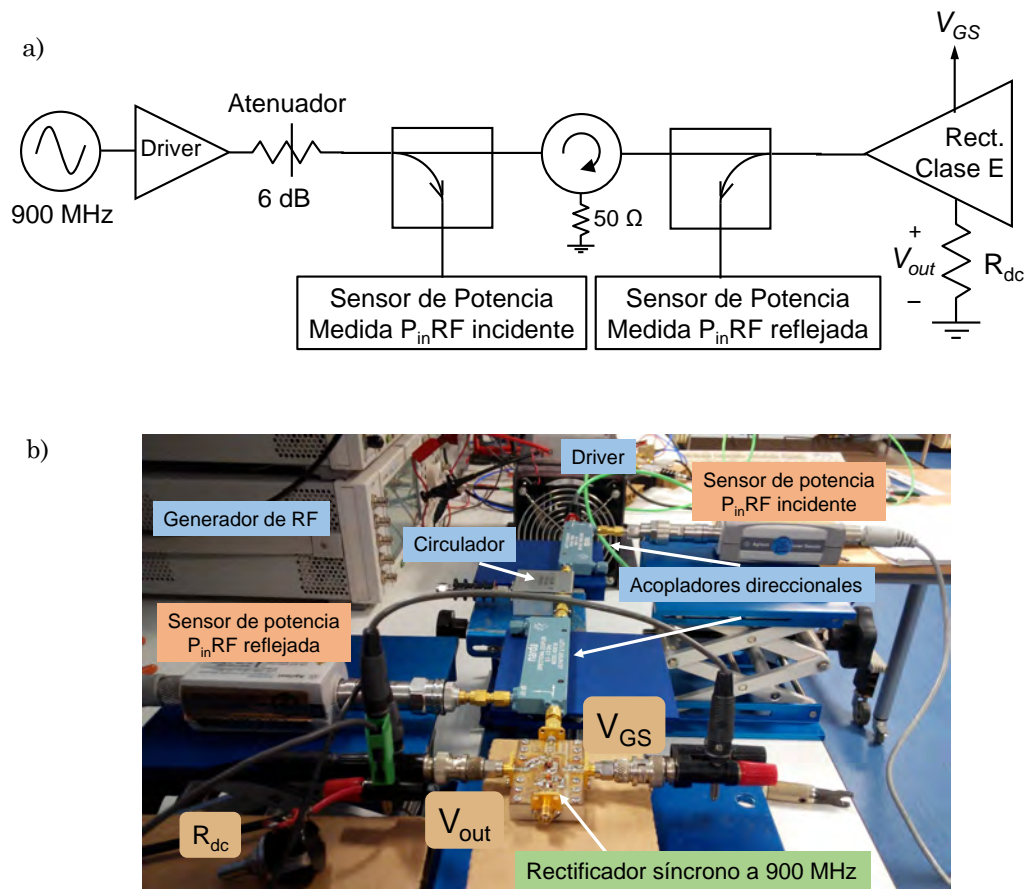 a)
V_GS
Atenuador
Driver
Rect.
Clase E
6 dB
900 MHz
50 Ω
+
V_out
−
R_dc
Sensor de Potencia
Medida P_inRF incidente
Sensor de Potencia
Medida P_inRF reflejada
b)
Driver
Sensor de potencia
P_inRF incidente
Generador de RF
Circulador
Acopladores direccionales
Sensor de potencia
P_inRF reflejada
V_GS
V_out
R_dc
Rectificador síncrono a 900 MHz